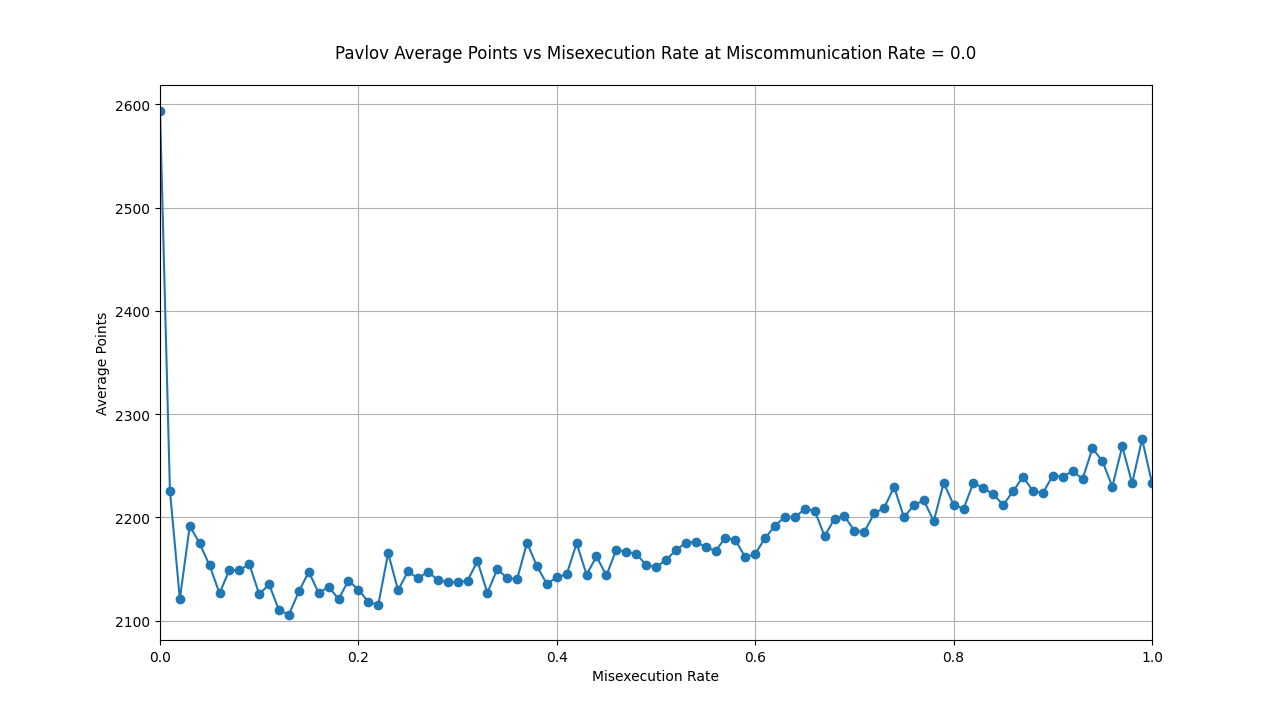 Pavlov Average Points vs Misexecution Rate at Miscommunication Rate = 0.0
2600
2500
2400
2300
2200
2100
Average Points
0.0 0.2 0.4 0.6 0.8 1.0
Misexecution Rate